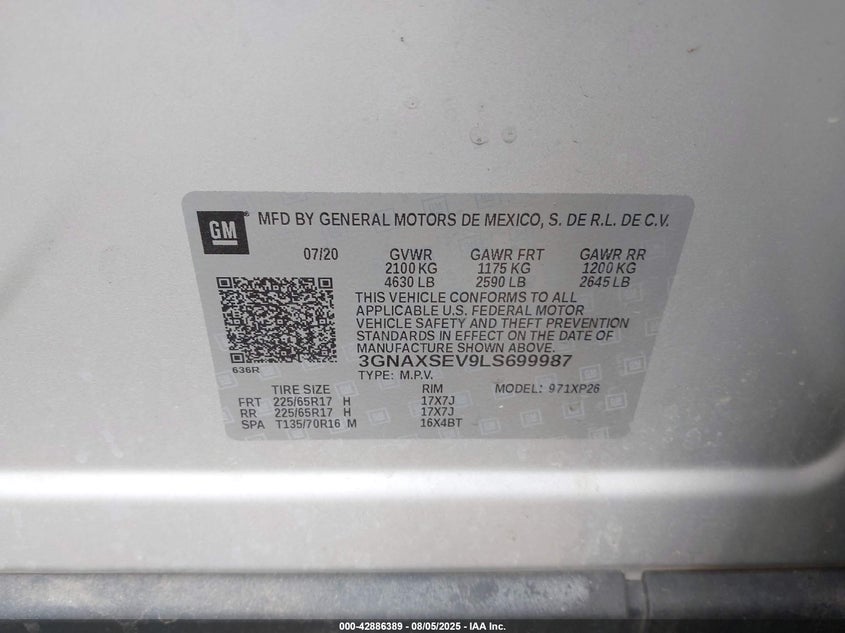 GM ® MFD BY GENERAL MOTORS DE MEXICO, S. DE R.L. DE C.V.
07/20 GVWR GAWR FRT GAWR RR
2100 KG 1175 KG 1200 KG
4630 LB 2590 LB 2645 LB
THIS VEHICLE CONFORMS TO ALL
APPLICABLE U.S. FEDERAL MOTOR
VEHICLE SAFETY AND THEFT PREVENTION
STANDARDS IN EFFECT ON THE DATE OF
MANUFACTURE SHOWN ABOVE.
3GNAXSEV9LS699987
636R
TYPE: M.P.V.
TIRE SIZE RIM MODEL: 971XP26
FRT 225/65R17 H 17X7J
RR 225/65R17 H 17X7J
SPA T135/70R16 M 16X4BT
000-42886389 - 08/05/2025 - IAA Inc.